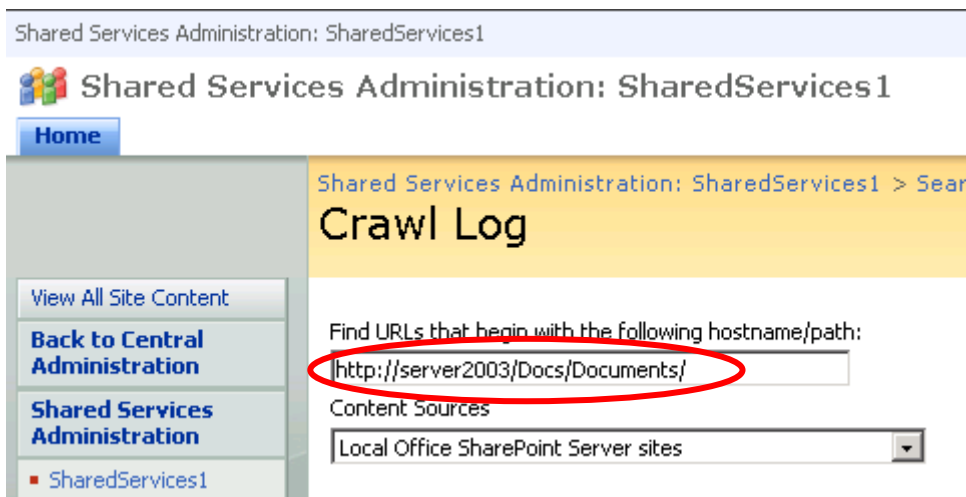 Shared Services Administration: SharedServices1
Shared Services Administration: SharedServices1
Home
Shared Services Administration: SharedServices1 > Sear
Crawl Log
View All Site Content
Back to Central
Administration
Shared Services
Administration
SharedServices1
Find URLs that begin with the following hostname/path:
http://server2003/Docs/Documents/
Content Sources
Local Office SharePoint Server sites